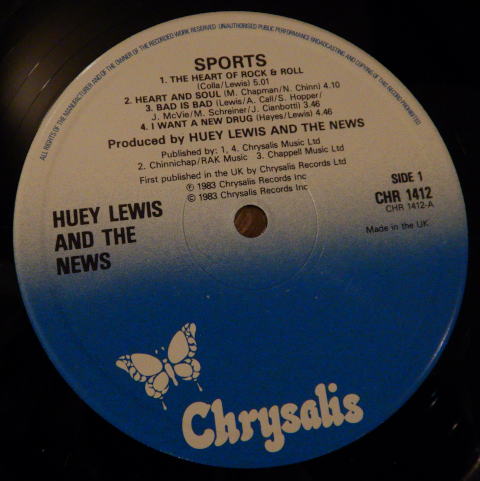 ALL RIGHTS OF THE MANUFACTURER AND OF THE OWNER OF THE RECORDED WORK RESERVED UNAUTHORISED PUBLIC PERFORMANCE BROADCASTING AND COPYING OF THIS RECORD PROHIBITED
SPORTS
1. THE HEART OF ROCK & ROLL
(Colla/Lewis) 5.01
2. HEART AND SOUL (M. Chapman/N. Chinn) 4.10
3. BAD IS BAD (Lewis/A. Call/S. Hopper/
J. McVie/M. Schreiner/J. Cianbotti) 3.46
4. I WANT A NEW DRUG (Hayes/Lewis) 4.46
Produced by HUEY LEWIS AND THE NEWS
Published by: 1, 4. Chrysalis Music Ltd
2. Chinnichap/RAK Music 3. Chappell Music Ltd
First published in the UK by Chrysalis Records Ltd
℗ 1983 Chrysalis Records Inc
© 1983 Chrysalis Records Inc
SIDE 1
CHR 1412
CHR 1412-A
Made in the UK
HUEY LEWIS
AND THE
NEWS
Chrysalis